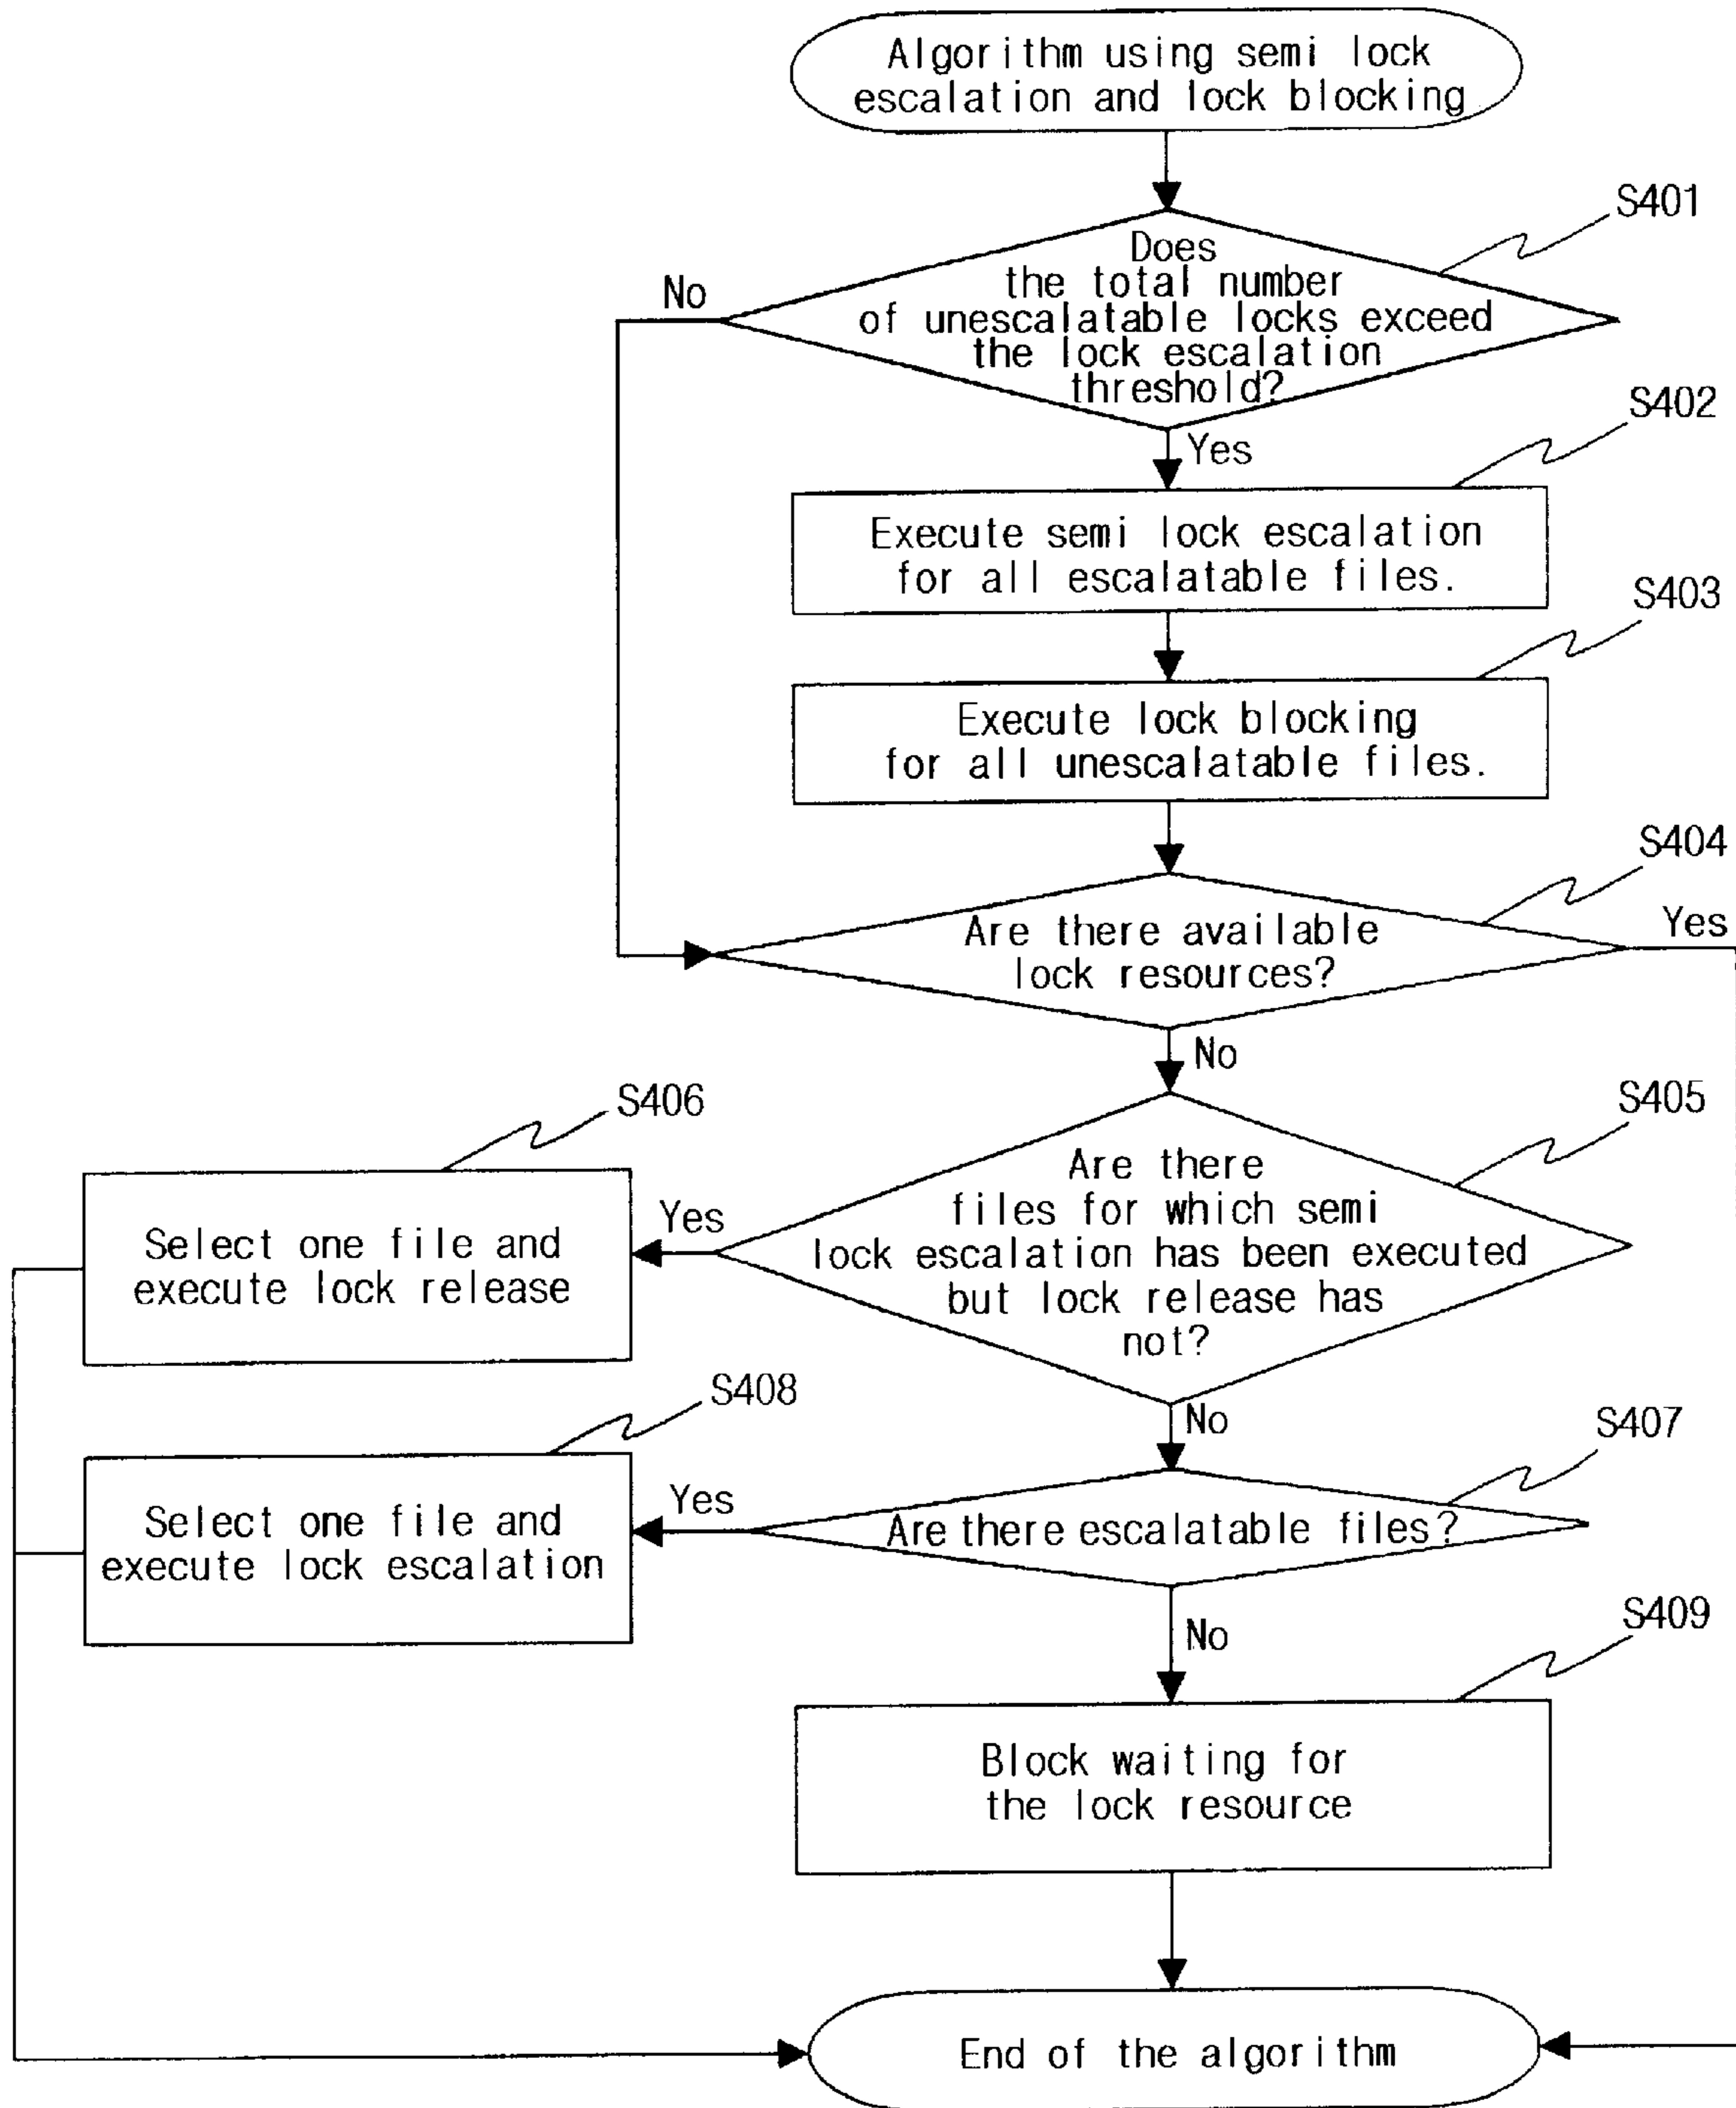 Algorithm using semi lock
escalation and lock blocking
S401
Does
the total number
of unescalatable locks exceed
the lock escalation
threshold?
No
Yes
S402
Execute semi lock escalation
for all escalatable files.
S403
Execute lock blocking
for all unescalatable files.
S404
Are there available
lock resources?
Yes
No
S405
Are there
files for which semi
lock escalation has been executed
but lock release has
not?
Yes
S406
Select one file and
execute lock release
No
S407
Are there escalatable files?
Yes
S408
Select one file and
execute lock escalation
No
S409
Block waiting for
the lock resource
End of the algorithm